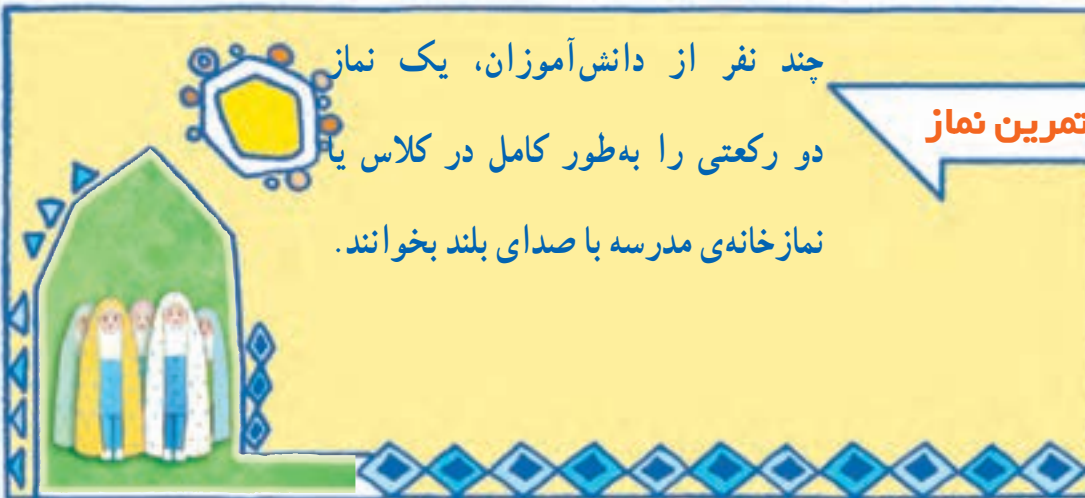 تمرین نماز
چند نفر از دانش‌آموزان، یک نماز
دو رکعتی را به‌طور کامل در کلاس یا
نمازخانه‌ی مدرسه با صدای بلند بخوانند.